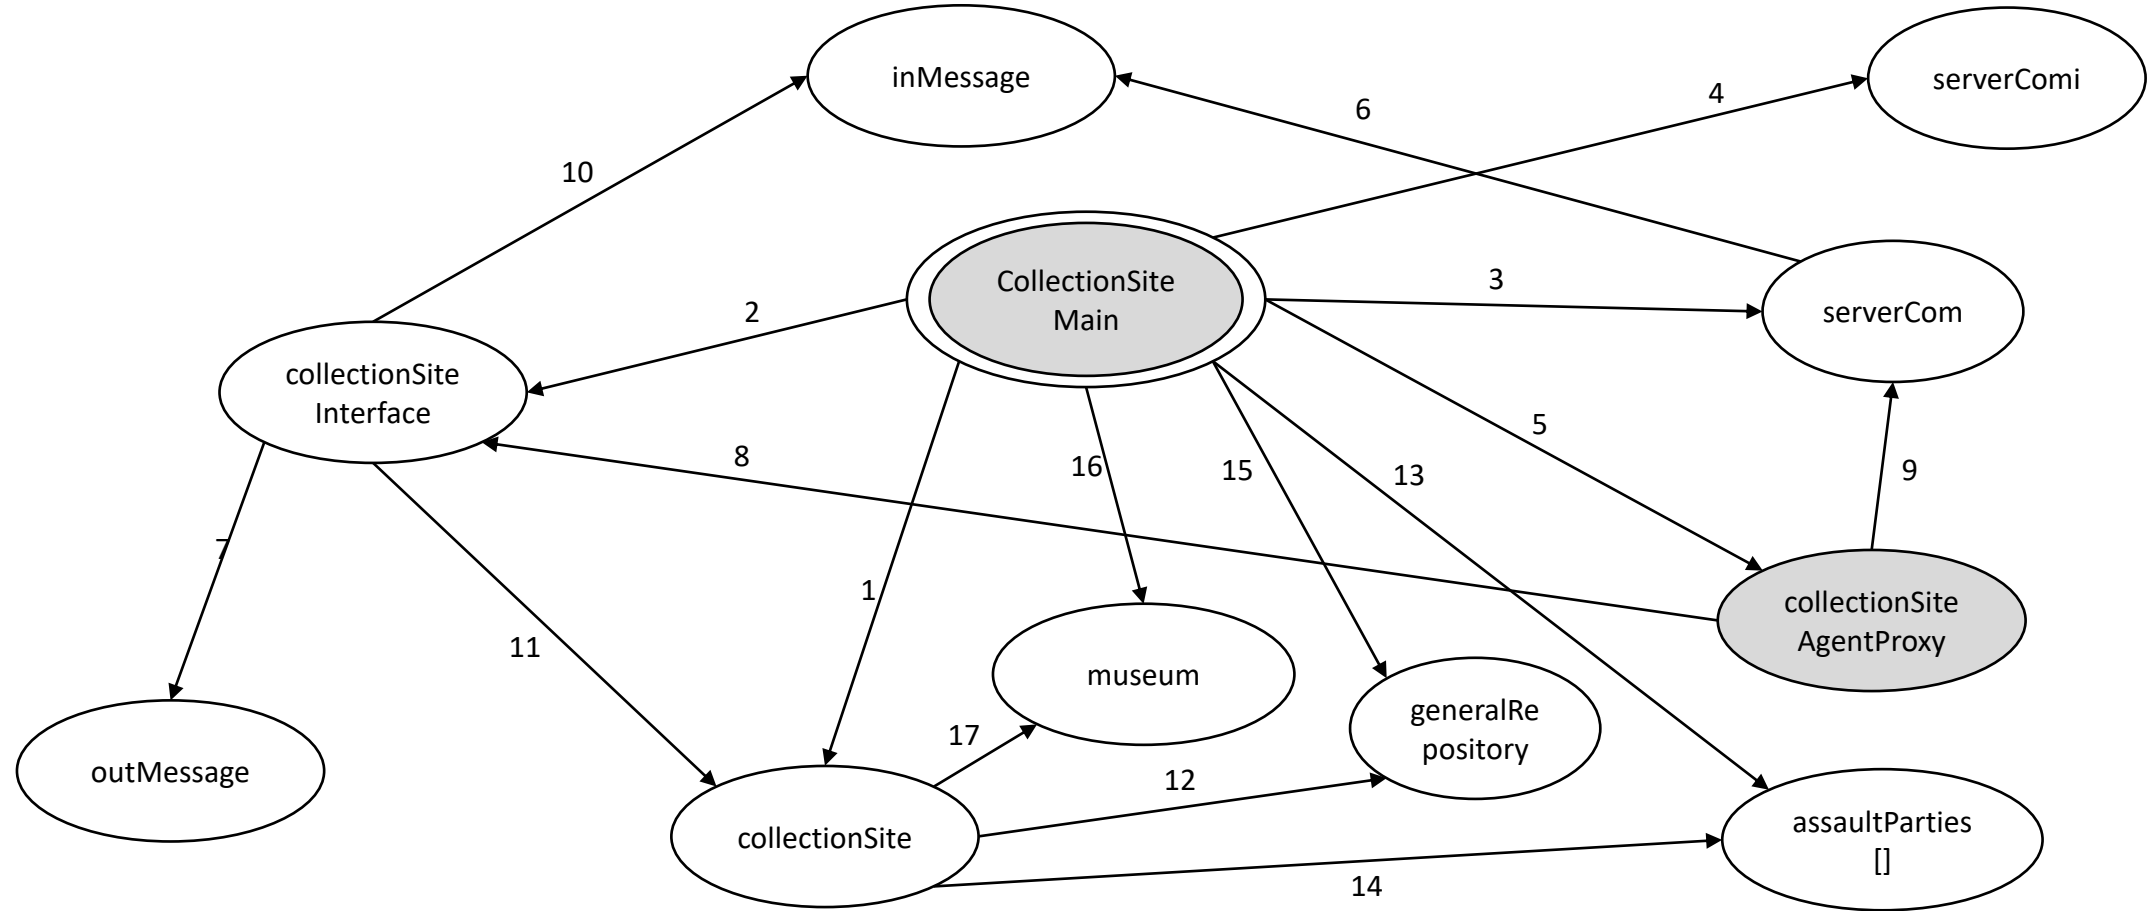 inMessage
serverComi
4
6
10
CollectionSite
Main
3
2
serverCom
collectionSite
Interface
5
8
16
15
13
9
7
1
collectionSite
AgentProxy
11
museum
generalRe
pository
17
outMessage
12
collectionSite
assaultParties
[]
14